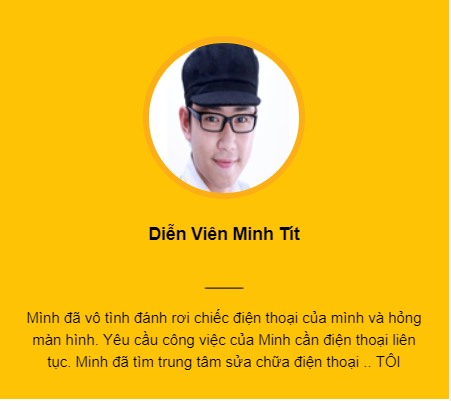 Diễn Viên Minh Tít
Mình đã vô tình đánh rơi chiếc điện thoại của mình và hỏng
màn hình. Yêu cầu công việc của Minh cần điện thoại liên
tục. Minh đã tìm trung tâm sửa chữa điện thoại .. TÔI